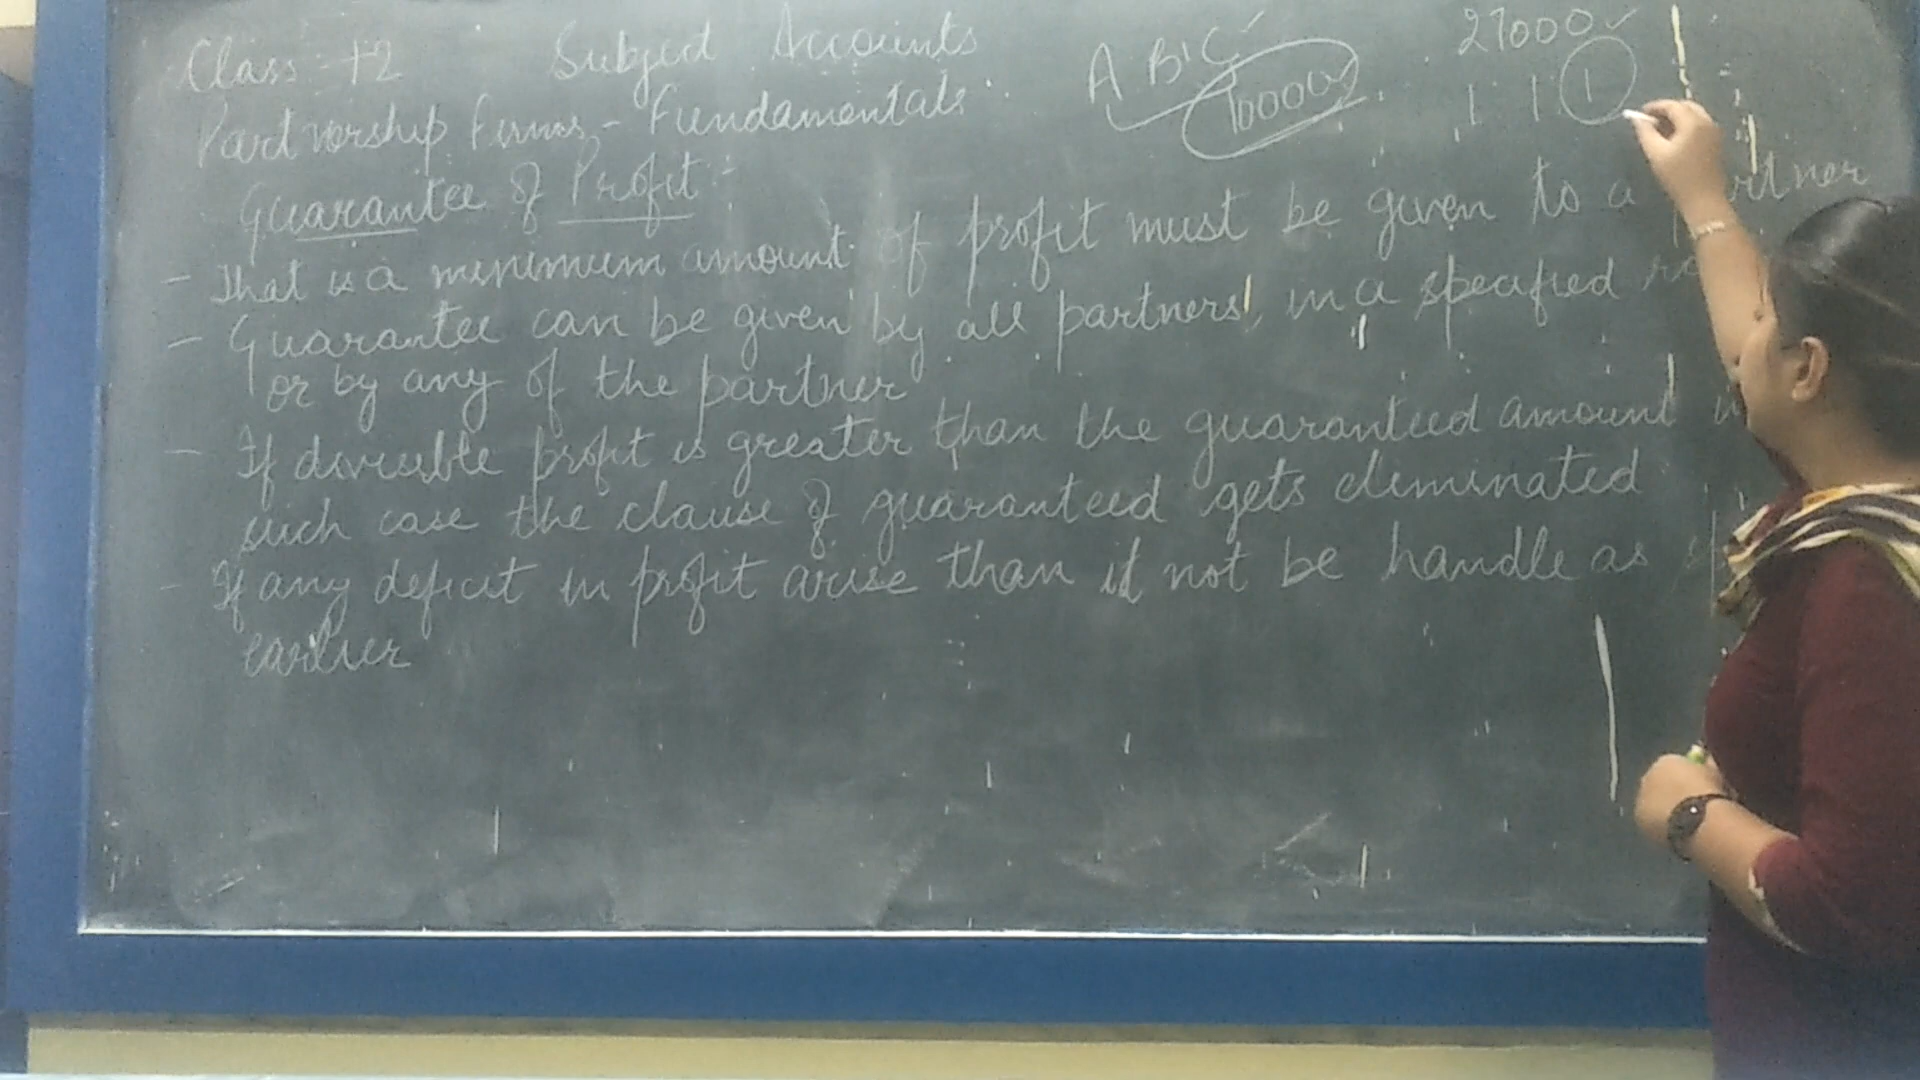 Class +2 Subject Accounts
A B C 10000
27000
1 1 1
Partnership Firms - Fundamentals
Guarantee of Profit :-
- That is a minimum amount of profit must be given to a partner
- Guarantee can be given by all partners, in a specified
or by any of the partner
- If divisible profit is greater than the guaranteed amount
such case the clause of guaranteed gets eliminated
- If any deficit in profit arise than it not be handle as
earlier